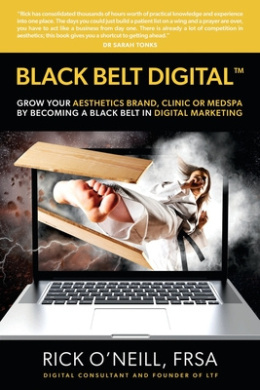 "Rick has consolidated thousands of hours worth of practical knowledge and experience
into one place. The days you could just build a patient list on a wing and a prayer are over,
you have to act like a business from day one. There is already a lot of competition in
aesthetics; this book gives you a shortcut to getting ahead."
DR SARAH TONKS
BLACK BELT DIGITAL™
GROW YOUR AESTHETICS BRAND, CLINIC OR MEDSPA
BY BECOMING A BLACK BELT IN DIGITAL MARKETING
RICK O'NEILL, FRSA
DIGITAL CONSULTANT AND FOUNDER OF LTF